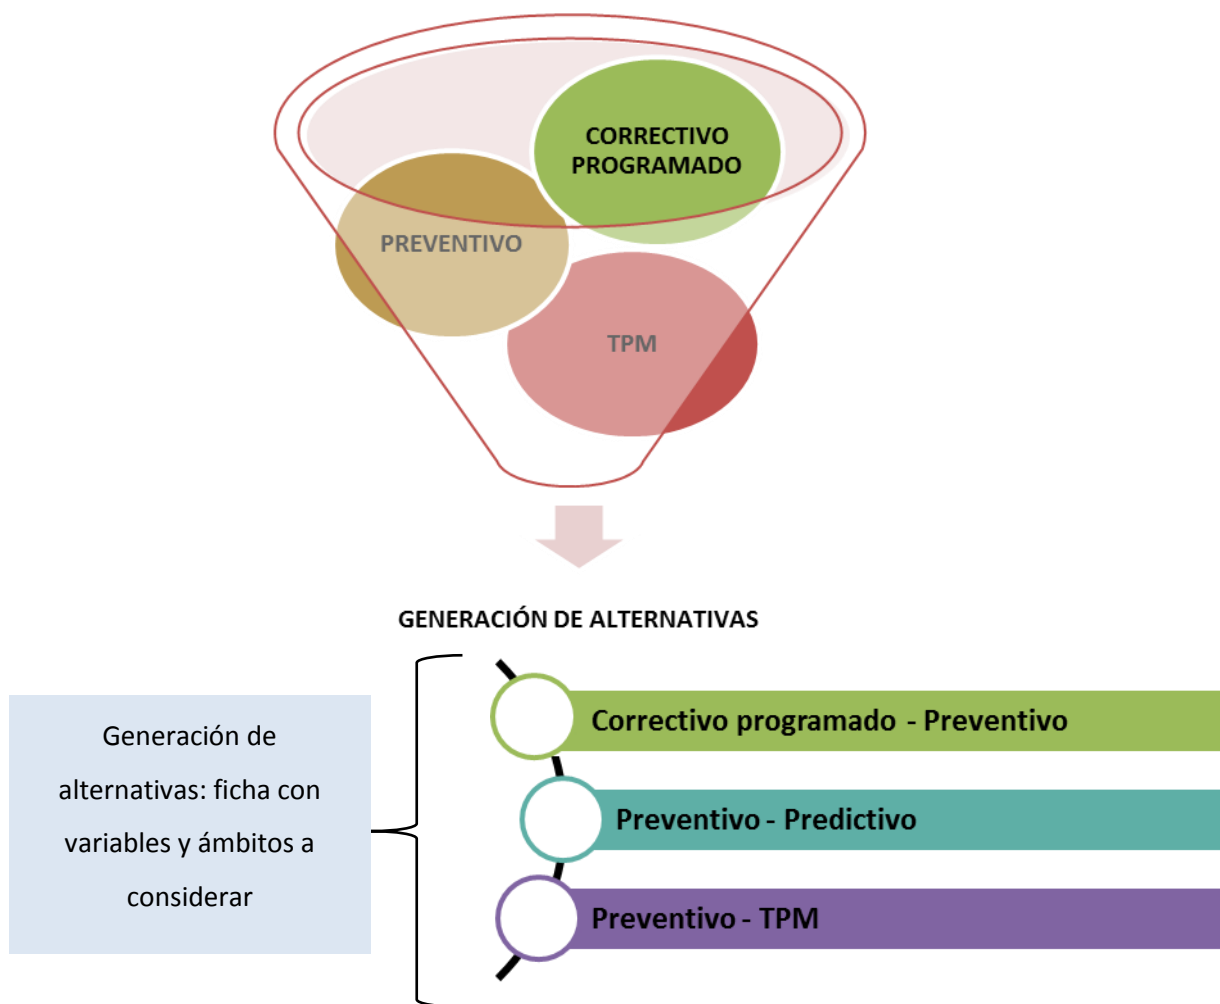 CORRECTIVO
PROGRAMADO
PREVENTIVO
TPM
GENERACIÓN DE ALTERNATIVAS
Generación de
alternativas: ficha con
variables y ámbitos a
considerar
Correctivo programado - Preventivo
Preventivo - Predictivo
Preventivo - TPM